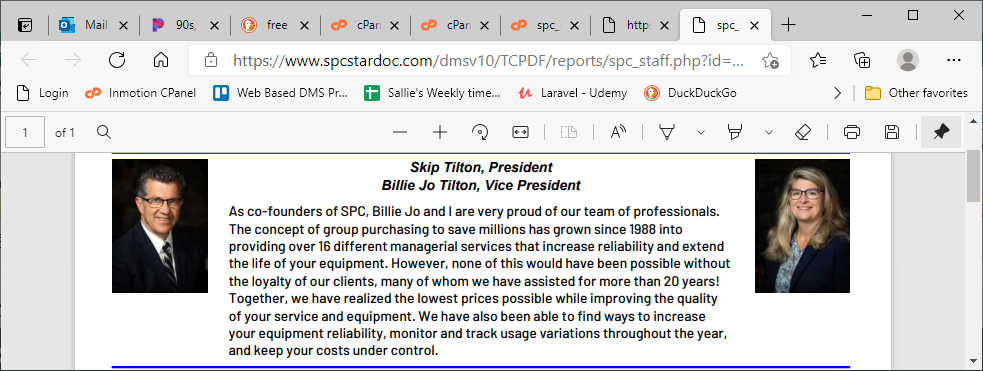 Mail
90s,
free
cPan
cPan
spc_
http
spc_
https://www.spcstardoc.com/dmsv10/TCPDF/reports/spc_staff.php?id=...
Login
Inmotion CPanel
Web Based DMS Pr...
Sallie's Weekly time...
Laravel - Udemy
DuckDuckGo
Other favorites
1 of 1
Skip Tilton, President
Billie Jo Tilton, Vice President
As co-founders of SPC, Billie Jo and I are very proud of our team of professionals.
The concept of group purchasing to save millions has grown since 1988 into
providing over 16 different managerial services that increase reliability and extend
the life of your equipment. However, none of this would have been possible without
the loyalty of our clients, many of whom we have assisted for more than 20 years!
Together, we have realized the lowest prices possible while improving the quality
of your service and equipment. We have also been able to find ways to increase
your equipment reliability, monitor and track usage variations throughout the year,
and keep your costs under control.